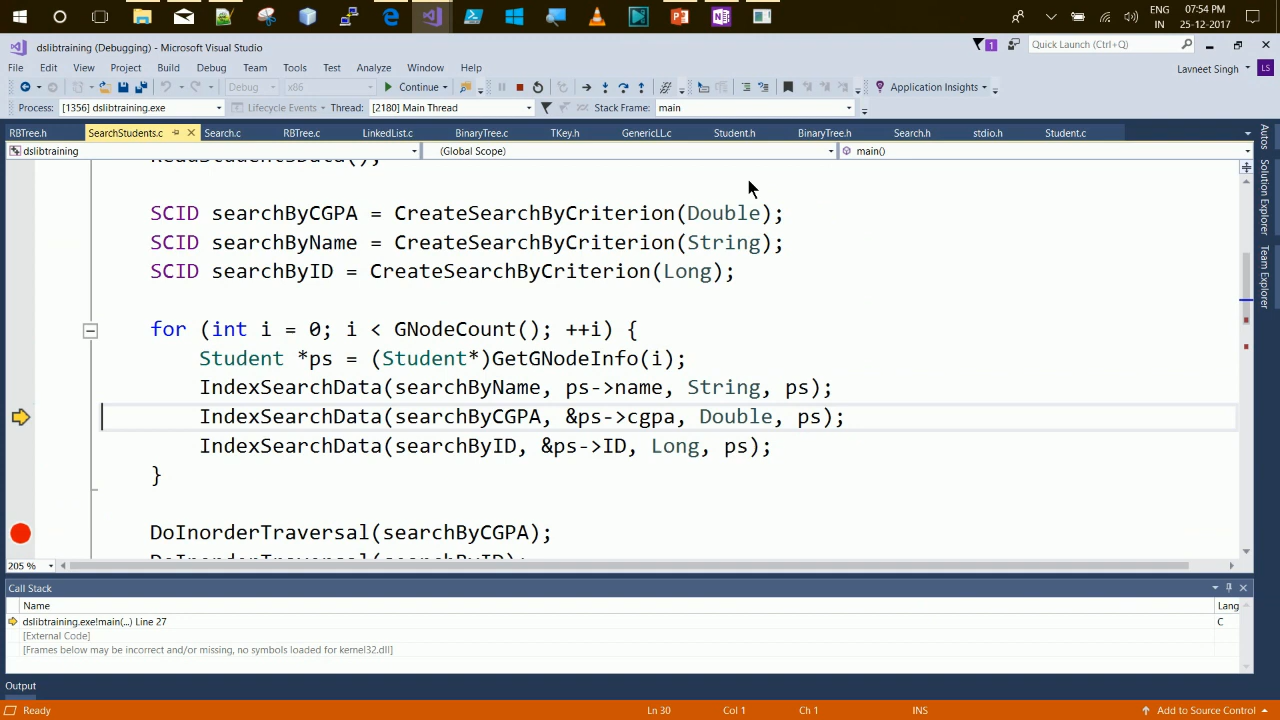 07:54 PM
ENG
IN
25-12-2017
dslibtraining (Debugging) - Microsoft Visual Studio
1
Quick Launch (Ctrl+Q)
File Edit View Project Build Debug Team Tools Test Analyze Window Help
Lavneet Singh
LS
Debug x86 Continue Application Insights
Process: [1356] dslibtraining.exe Lifecycle Events Thread: [2180] Main Thread Stack Frame: main
RBTree.h SearchStudents.c Search.c RBTree.c LinkedList.c BinaryTree.c TKey.h GenericLL.c Student.h BinaryTree.h Search.h stdio.h Student.c
dslibtraining (Global Scope) main()
ReadStudentsData();
SCID searchByCGPA = CreateSearchByCriterion(Double);
SCID searchByName = CreateSearchByCriterion(String);
SCID searchByID = CreateSearchByCriterion(Long);
for (int i = 0; i < GNodeCount(); ++i) {
Student *ps = (Student*)GetGNodeInfo(i);
IndexSearchData(searchByName, ps->name, String, ps);
IndexSearchData(searchByCGPA, &ps->cgpa, Double, ps);
IndexSearchData(searchByID, &ps->ID, Long, ps);
}
DoInorderTraversal(searchByCGPA);
DoInorderTraversal(searchByID);
205 %
Call Stack
Name Lang
dslibtraining.exe!main(...) Line 27 C
[External Code]
[Frames below may be incorrect and/or missing, no symbols loaded for kernel32.dll]
Output
Ready Ln 30 Col 1 Ch 1 INS Add to Source Control
Autos
Solution Explorer
Team Explorer